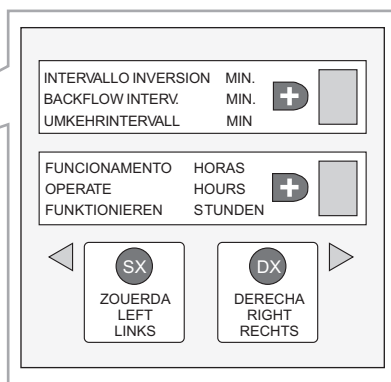 INTERVALLO INVERSION MIN.
BACKFLOW INTERV. MIN.
UMKEHRINTERVALL MIN
+
FUNCIONAMENTO HORAS
OPERATE HOURS
FUNKTIONIEREN STUNDEN
+
SX
ZOUERDA
LEFT
LINKS
DX
DERECHA
RIGHT
RECHTS